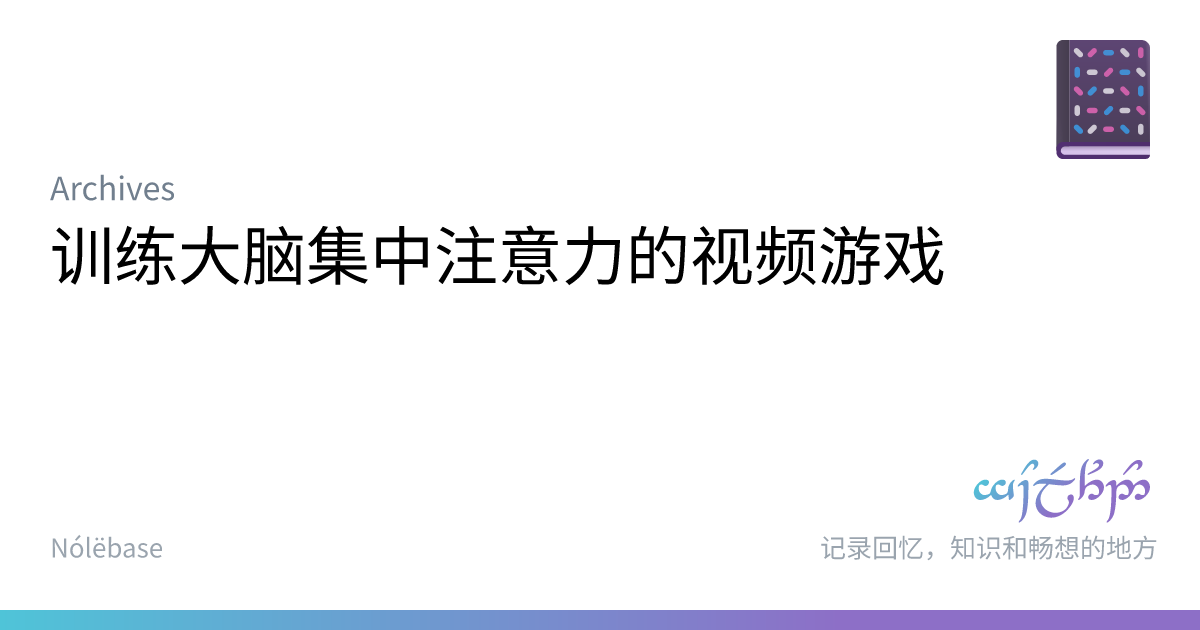 Archives
训练大脑集中注意力的视频游戏
Nólëbase
记录回忆，知识和畅想的地方